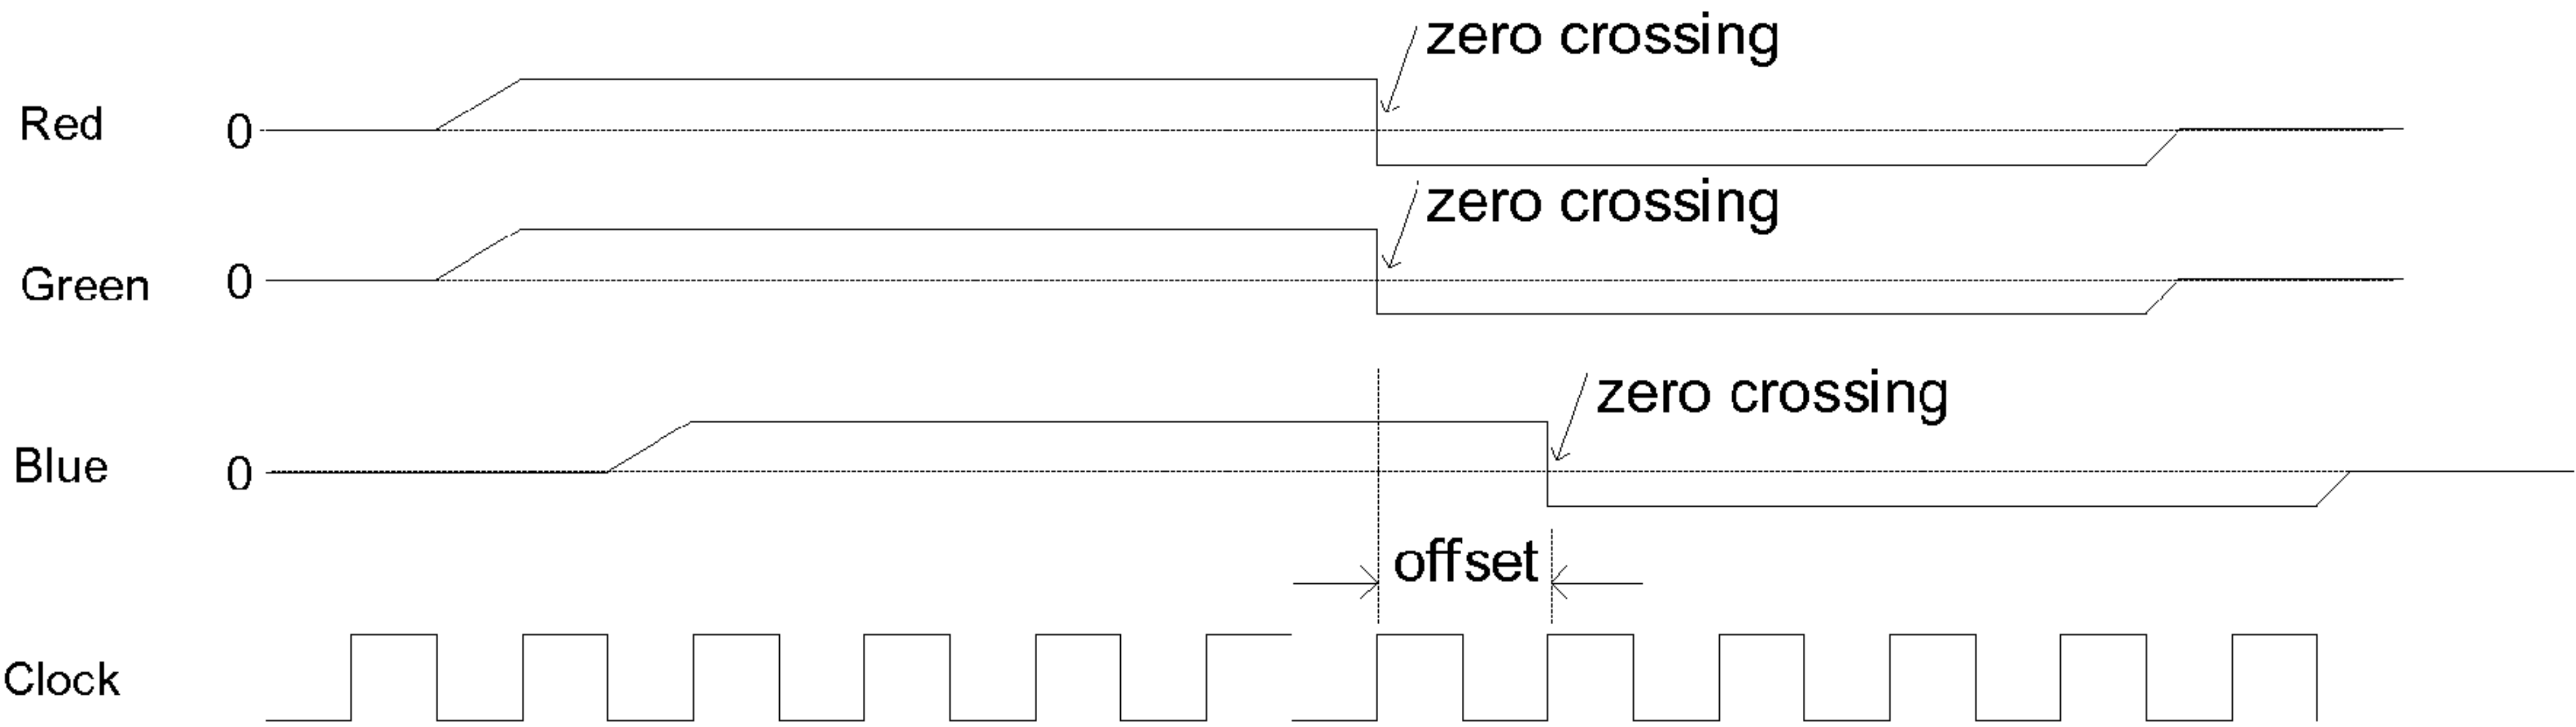 zero crossing
Red 0
zero crossing
Green 0
zero crossing
Blue 0
offset
Clock